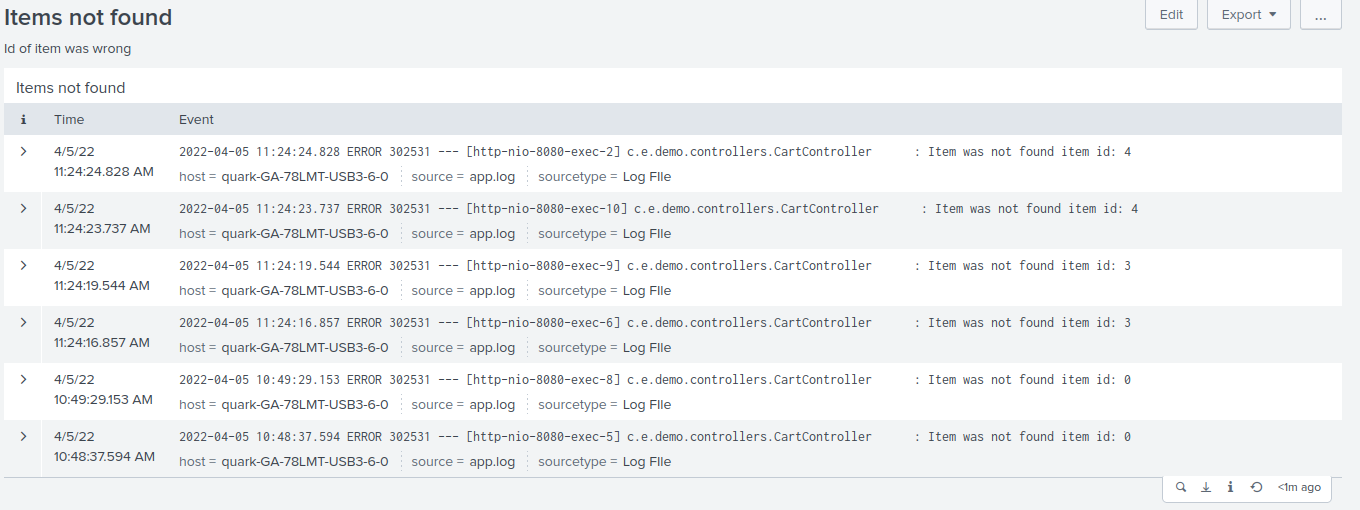 Items not found
Edit
Export
...
Id of item was wrong
Items not found
i Time Event
4/5/22 2022-04-05 11:24:24.828 ERROR 302531 --- [http-nio-8080-exec-2] c.e.demo.controllers.CartController : Item was not found item id: 4
11:24:24.828 AM host = quark-GA-78LMT-USB3-6-0 source = app.log sourcetype = Log FIle
4/5/22 2022-04-05 11:24:23.737 ERROR 302531 --- [http-nio-8080-exec-10] c.e.demo.controllers.CartController : Item was not found item id: 4
11:24:23.737 AM host = quark-GA-78LMT-USB3-6-0 source = app.log sourcetype = Log FIle
4/5/22 2022-04-05 11:24:19.544 ERROR 302531 --- [http-nio-8080-exec-9] c.e.demo.controllers.CartController : Item was not found item id: 3
11:24:19.544 AM host = quark-GA-78LMT-USB3-6-0 source = app.log sourcetype = Log FIle
4/5/22 2022-04-05 11:24:16.857 ERROR 302531 --- [http-nio-8080-exec-6] c.e.demo.controllers.CartController : Item was not found item id: 3
11:24:16.857 AM host = quark-GA-78LMT-USB3-6-0 source = app.log sourcetype = Log FIle
4/5/22 2022-04-05 10:49:29.153 ERROR 302531 --- [http-nio-8080-exec-8] c.e.demo.controllers.CartController : Item was not found item id: 0
10:49:29.153 AM host = quark-GA-78LMT-USB3-6-0 source = app.log sourcetype = Log FIle
4/5/22 2022-04-05 10:48:37.594 ERROR 302531 --- [http-nio-8080-exec-5] c.e.demo.controllers.CartController : Item was not found item id: 0
10:48:37.594 AM host = quark-GA-78LMT-USB3-6-0 source = app.log sourcetype = Log FIle
i <1m ago